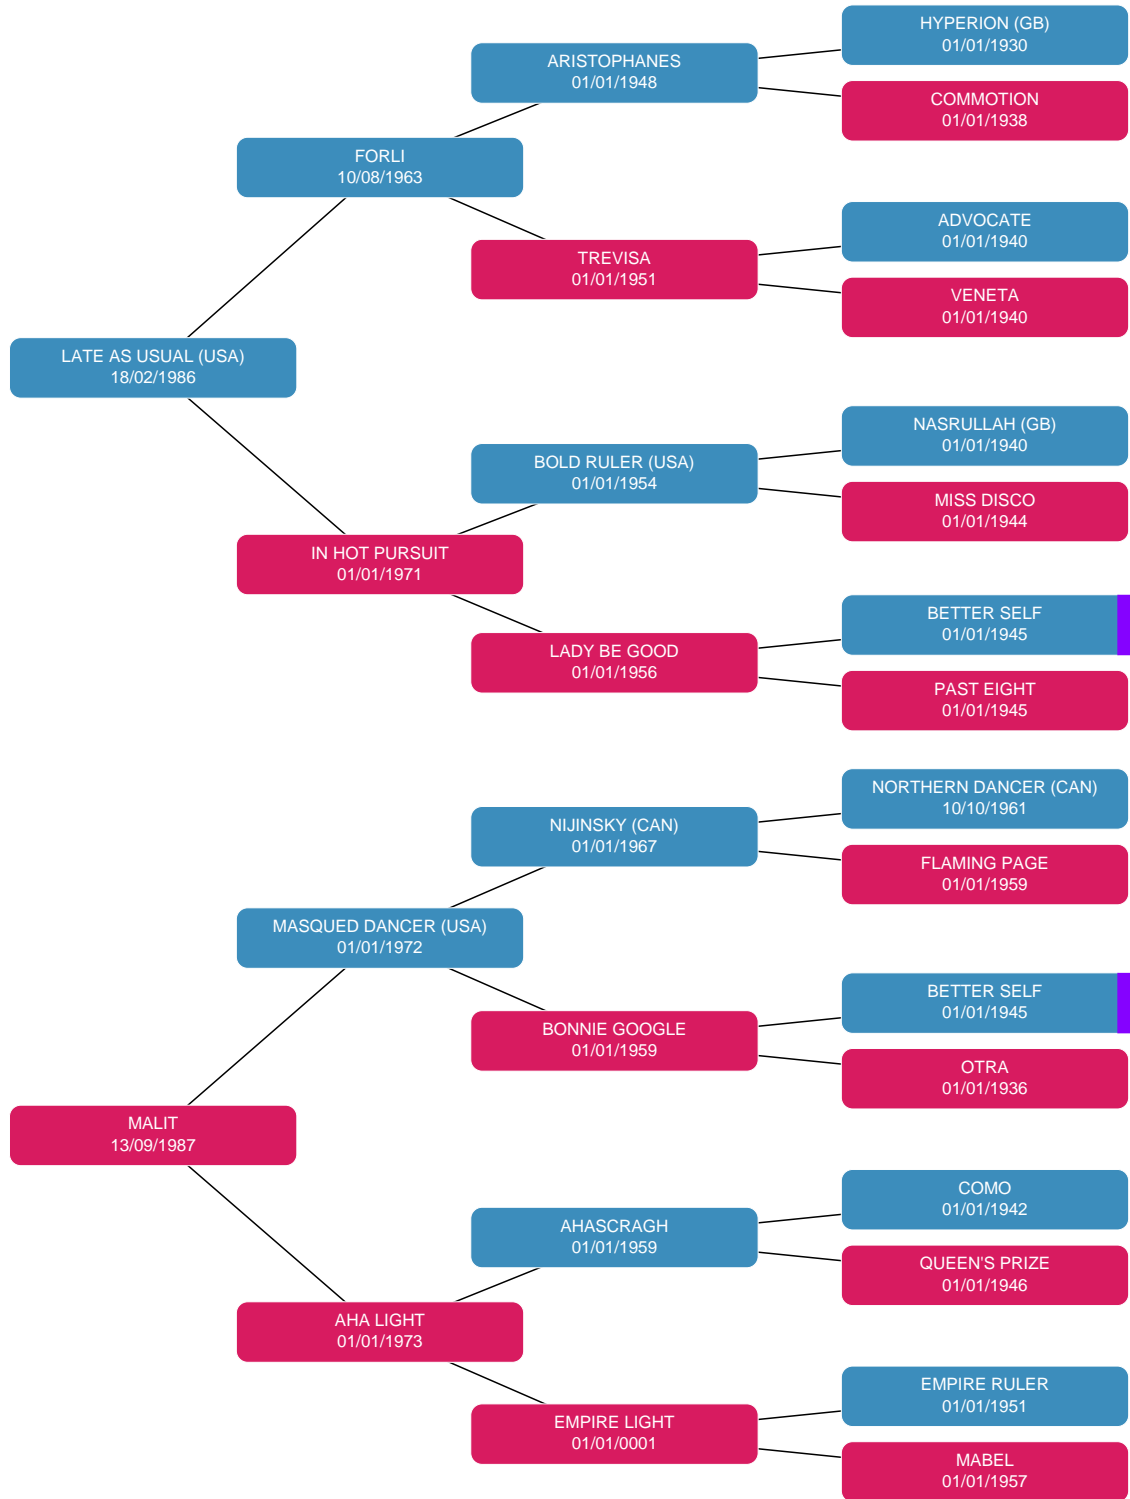 HYPERION (GB)
01/01/1930
ARISTOPHANES
01/01/1948
COMMOTION
01/01/1938
FORLI
10/08/1963
ADVOCATE
01/01/1940
TREVISA
01/01/1951
VENETA
01/01/1940
LATE AS USUAL (USA)
18/02/1986
NASRULLAH (GB)
01/01/1940
BOLD RULER (USA)
01/01/1954
MISS DISCO
01/01/1944
IN HOT PURSUIT
01/01/1971
BETTER SELF
01/01/1945
LADY BE GOOD
01/01/1956
PAST EIGHT
01/01/1945
NORTHERN DANCER (CAN)
10/10/1961
NIJINSKY (CAN)
01/01/1967
FLAMING PAGE
01/01/1959
MASQUED DANCER (USA)
01/01/1972
BETTER SELF
01/01/1945
BONNIE GOOGLE
01/01/1959
OTRA
01/01/1936
MALIT
13/09/1987
COMO
01/01/1942
AHASCRAGH
01/01/1959
QUEEN'S PRIZE
01/01/1946
AHA LIGHT
01/01/1973
EMPIRE RULER
01/01/1951
EMPIRE LIGHT
01/01/0001
MABEL
01/01/1957